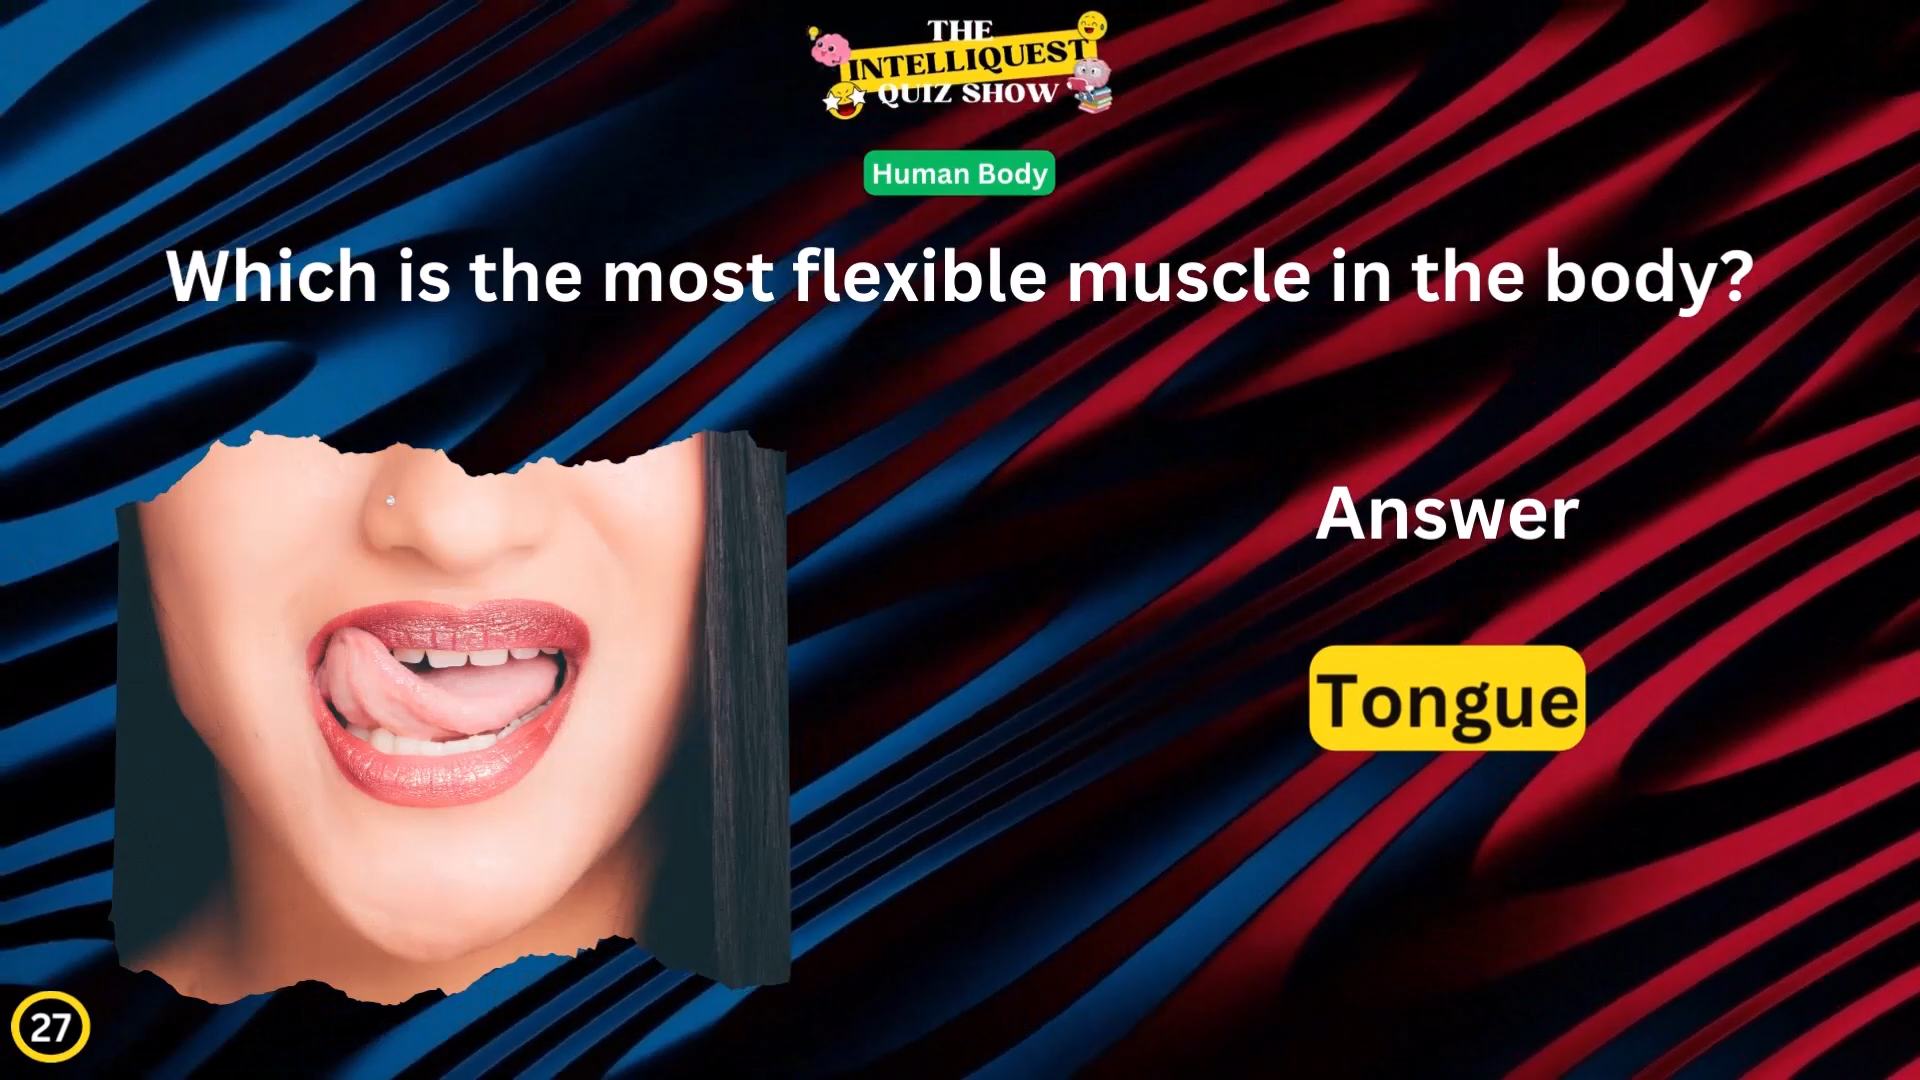 THE
INTELLIQUEST
QUIZ SHOW
Human Body
Which is the most flexible muscle in the body?
Answer
Tongue
27